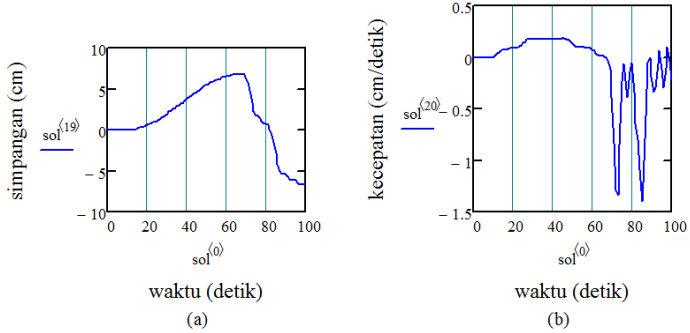 simpangan (cm)
10
5
0
− 5
− 10
sol⟨19⟩
0
20
40
60
80
100
sol⟨0⟩
waktu (detik)
(a)
kecepatan (cm/detik)
0.5
0
− 0.5
− 1
− 1.5
sol⟨20⟩
0
20
40
60
80
100
sol⟨0⟩
waktu (detik)
(b)